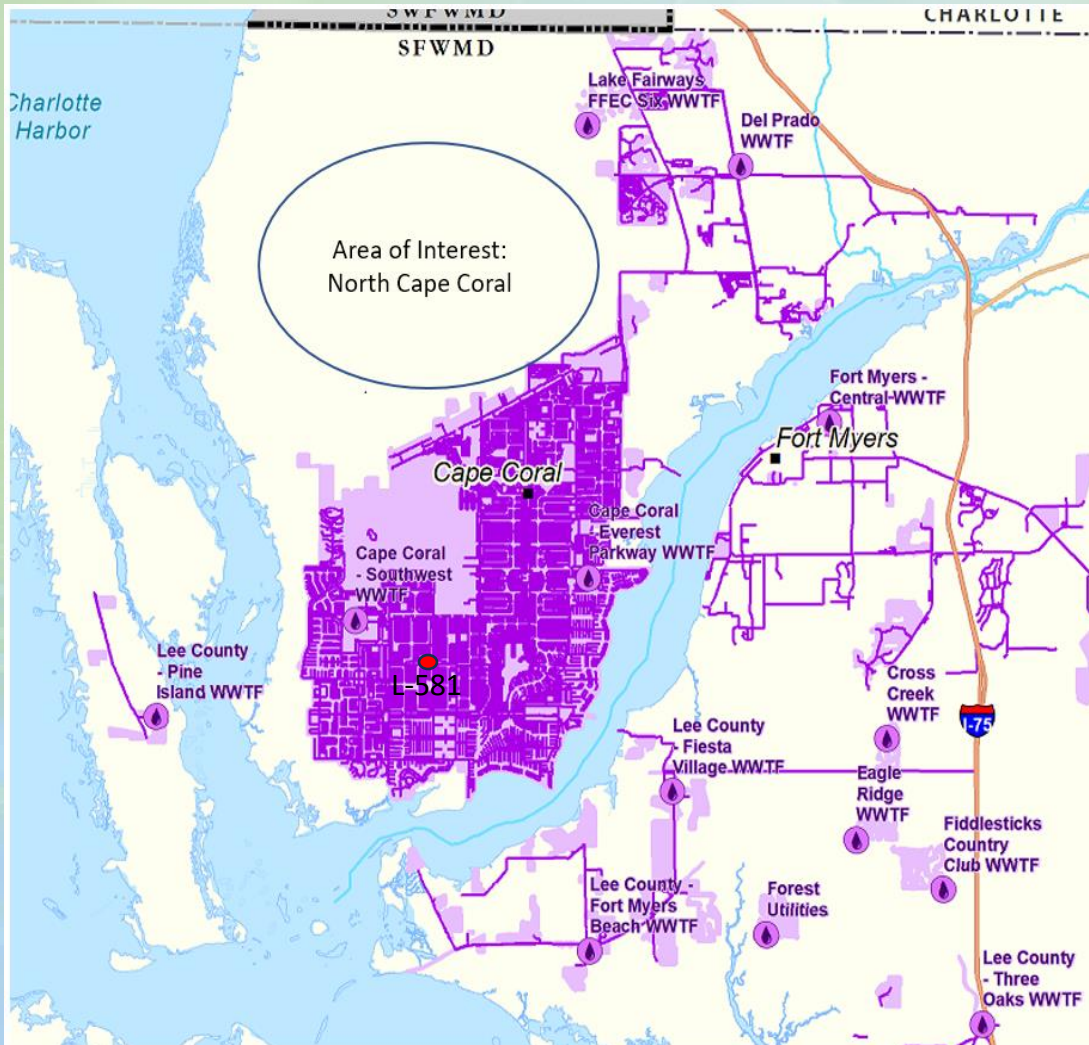 SWFWMD
SFWMD
CHARLOTTE
Charlotte
Harbor
Lake Fairways
FFEC Six WWTF
Del Prado
WWTF
Area of Interest:
North Cape Coral
Fort Myers -
Central WWTF
Fort Myers
Cape Coral
Cape Coral
- Everest
Parkway WWTF
Cape Coral
- Southwest
WWTF
L-581
Lee County
- Pine
Island WWTF
Cross
Creek
WWTF
I-75
Lee County
- Fiesta
Village WWTF
Eagle
Ridge
WWTF
Fiddlesticks
Country
Club WWTF
Lee County -
Fort Myers
Beach WWTF
Forest
Utilities
Lee County
- Three
Oaks WWTF